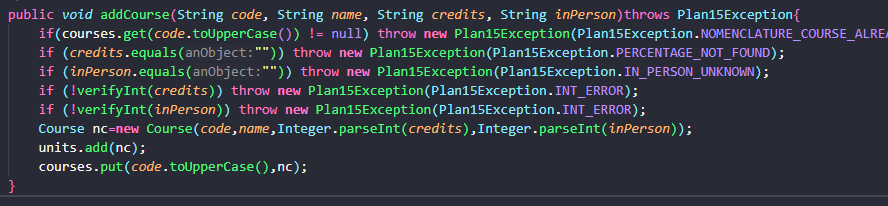 public void addCourse(String code, String name, String credits, String inPerson)throws Plan15Exception{
if(courses.get(code.toUpperCase()) != null) throw new Plan15Exception(Plan15Exception.NOMENCLATURE_COURSE_ALREA
if (credits.equals(anObject:"")) throw new Plan15Exception(Plan15Exception.PERCENTAGE_NOT_FOUND);
if (inPerson.equals(anObject:"")) throw new Plan15Exception(Plan15Exception.IN_PERSON_UNKNOWN);
if (!verifyInt(credits)) throw new Plan15Exception(Plan15Exception.INT_ERROR);
if (!verifyInt(inPerson)) throw new Plan15Exception(Plan15Exception.INT_ERROR);
Course nc=new Course(code,name,Integer.parseInt(credits),Integer.parseInt(inPerson));
units.add(nc);
courses.put(code.toUpperCase(),nc);
}